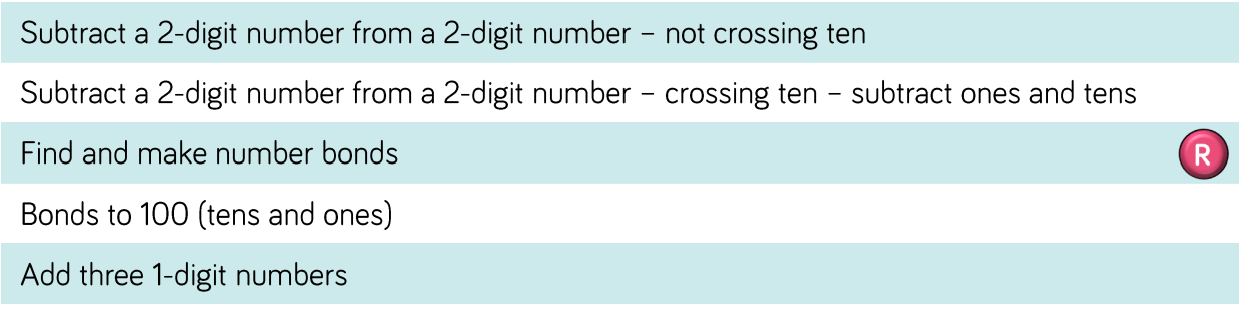 Subtract a 2-digit number from a 2-digit number – not crossing ten
Subtract a 2-digit number from a 2-digit number – crossing ten – subtract ones and tens
Find and make number bonds R
Bonds to 100 (tens and ones)
Add three 1-digit numbers